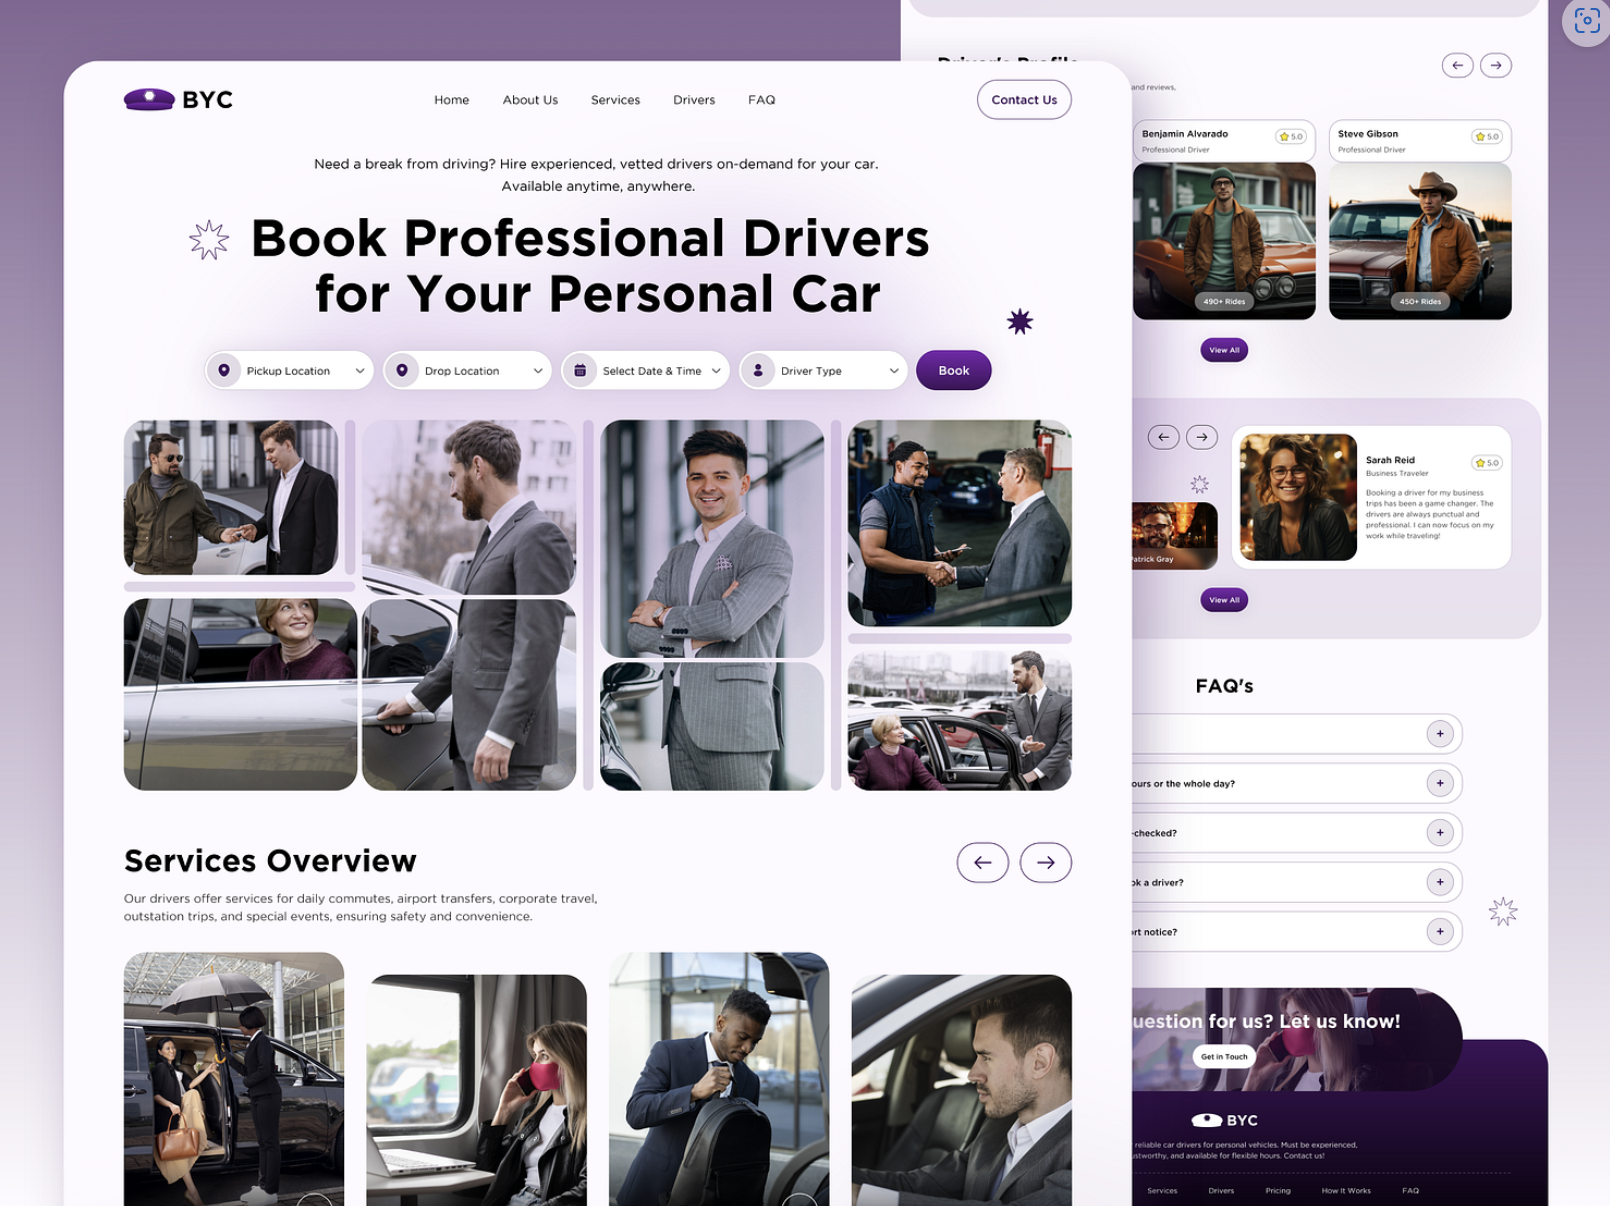 BYC
Home
About Us
Services
Drivers
FAQ
Contact Us
Need a break from driving? Hire experienced, vetted drivers on-demand for your car.
Available anytime, anywhere.
Book Professional Drivers
for Your Personal Car
Pickup Location
Drop Location
Select Date & Time
Driver Type
Book
Services Overview
Our drivers offer services for daily commutes, airport transfers, corporate travel,
outstation trips, and special events, ensuring safety and convenience.
Driver's Profile
and reviews.
Benjamin Alvarado
5.0
Professional Driver
490+ Rides
Steve Gibson
5.0
Professional Driver
450+ Rides
View All
Patrick Gray
Sarah Reid
5.0
Business Traveler
Booking a driver for my business
trips has been a game changer. The
drivers are always punctual and
professional. I can now focus on my
work while traveling!
View All
FAQ's
ours or the whole day?
-checked?
ok a driver?
rt notice?
uestion for us? Let us know!
Get in Touch
BYC
reliable car drivers for personal vehicles. Must be experienced,
ustworthy, and available for flexible hours. Contact us!
Services
Drivers
Pricing
How It Works
FAQ